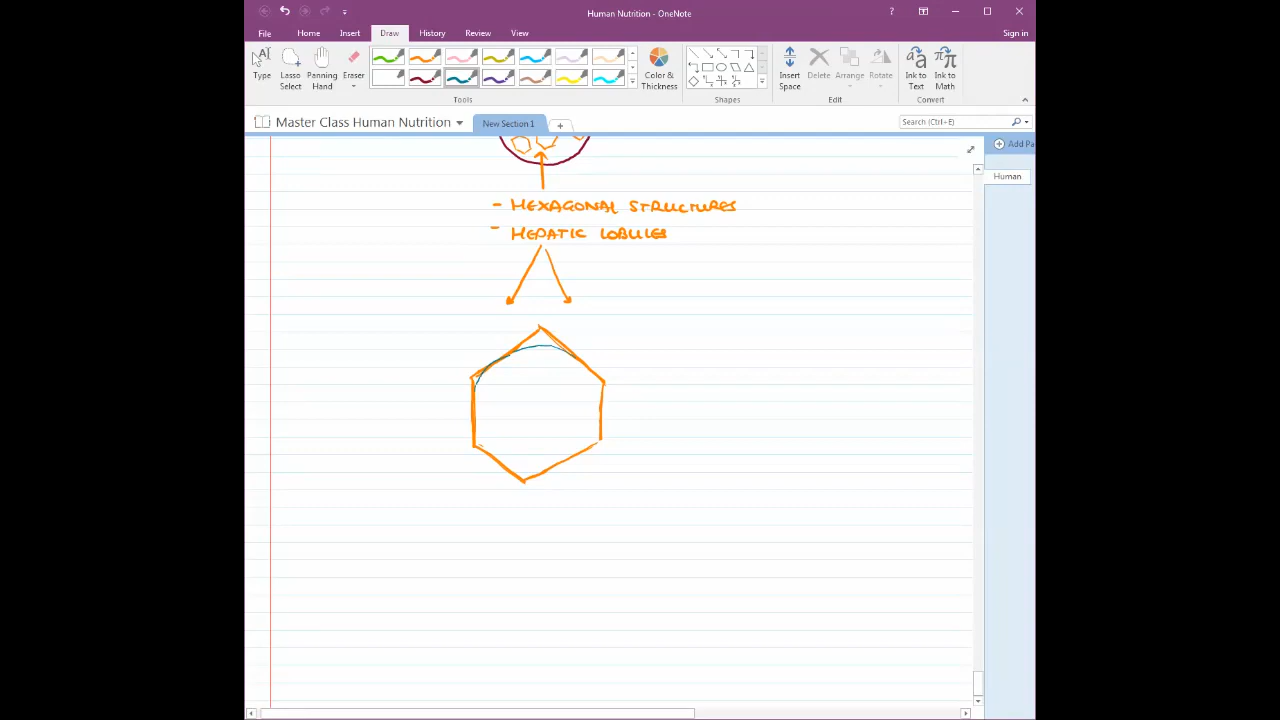 Human Nutrition - OneNote
?
File Home Insert Draw History Review View Sign in
Type Lasso Select Panning Hand Eraser Color & Thickness Insert Space Delete Arrange Rotate Ink to Text Ink to Math
Tools Shapes Edit Convert
Master Class Human Nutrition New Section 1 + Search (Ctrl+E)
Add Pa
Human
- HEXAGONAL STRUCTURES
- HEPATIC LOBULES